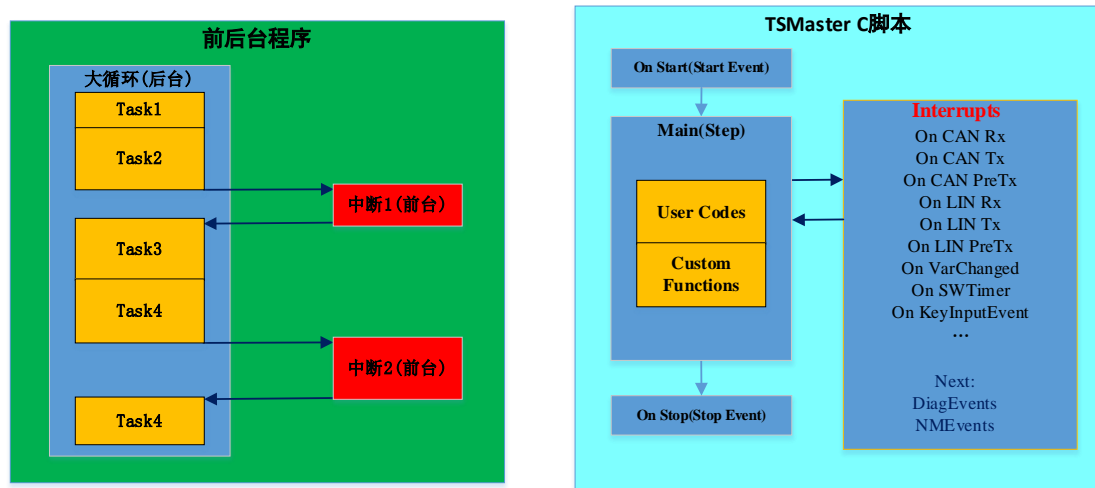 前后台程序
大循环(后台)
Task1
Task2
中断1(前台)
Task3
Task4
中断2(前台)
Task4
TSMaster C脚本
On Start(Start Event)
Main(Step)
User Codes
Custom
Functions
On Stop(Stop Event)
Interrupts
On CAN Rx
On CAN Tx
On CAN PreTx
On LIN Rx
On LIN Tx
On LIN PreTx
On VarChanged
On SWTimer
On KeyInputEvent
…
Next:
DiagEvents
NMEvents